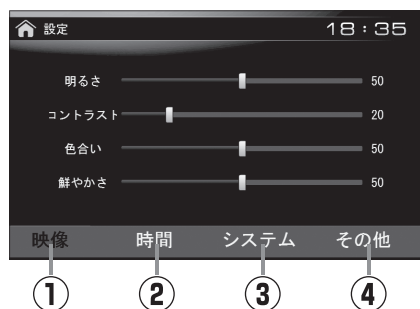 設定 18:35
明るさ 50
コントラスト 20
色合い 50
鮮やかさ 50
映像 時間 システム その他
① ② ③ ④